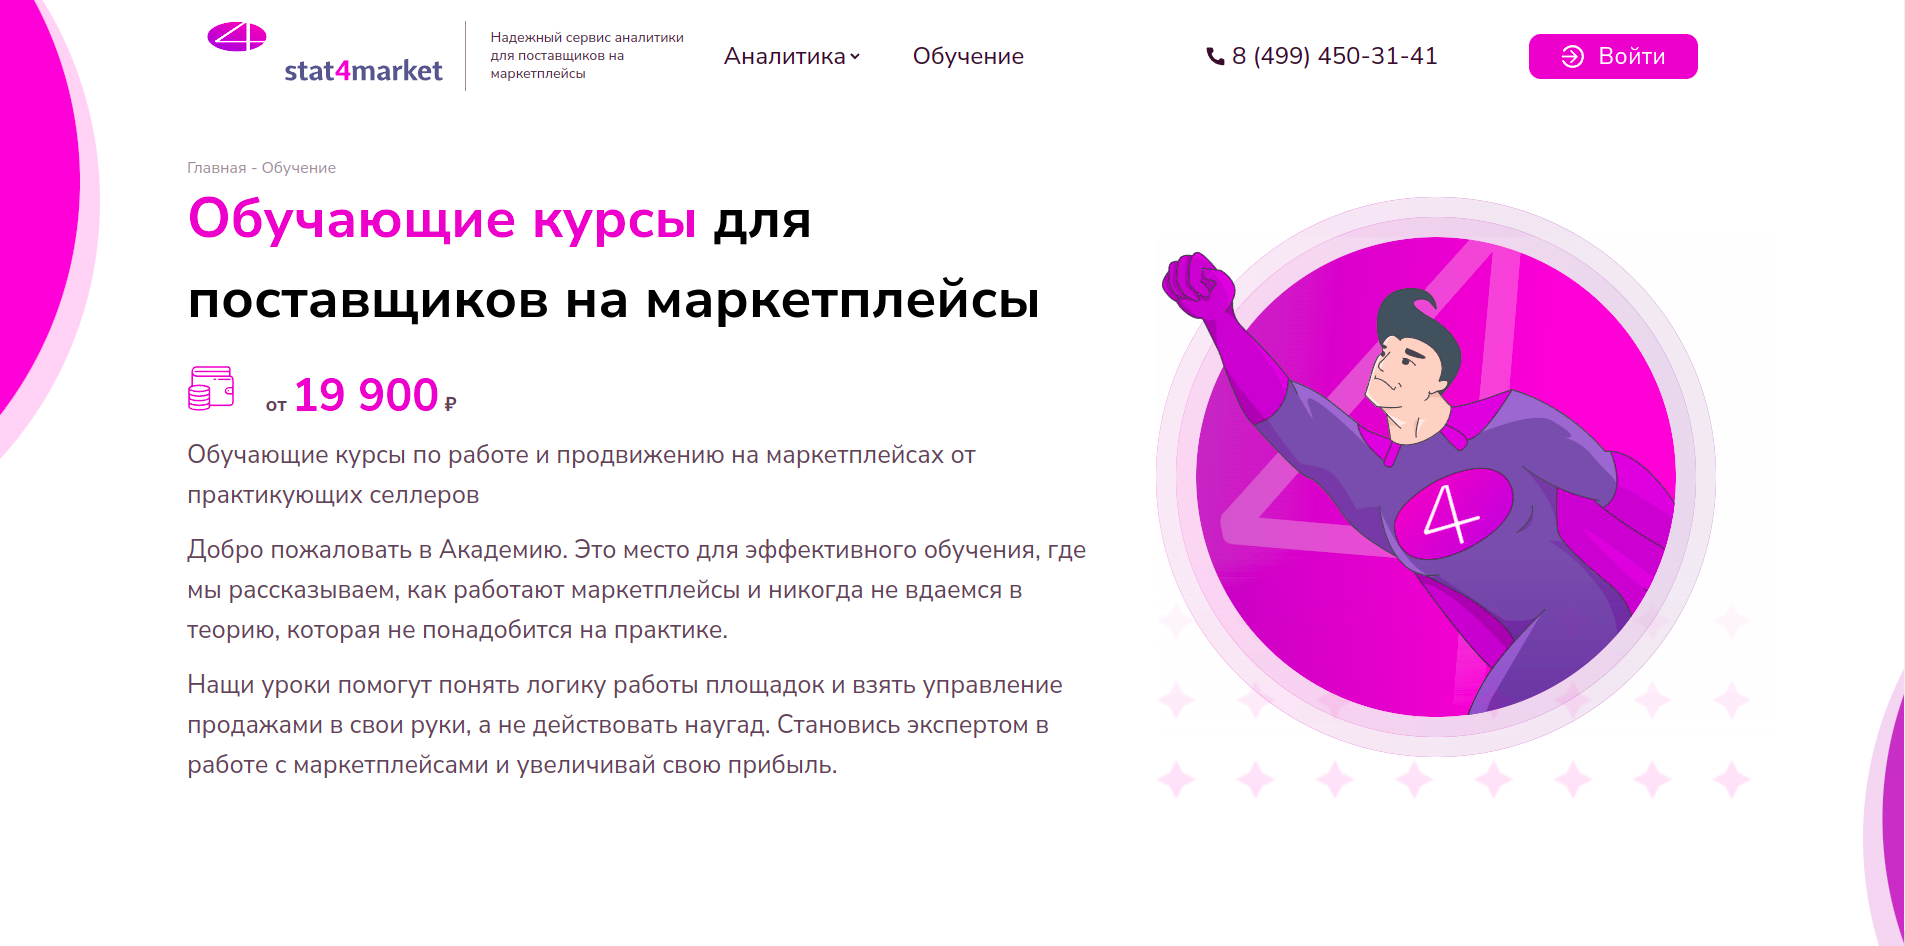 stat4market
Надежный сервис аналитики
для поставщиков на
маркетплейсы
Аналитика
Обучение
8 (499) 450-31-41
Войти
Главная - Обучение
Обучающие курсы для
поставщиков на маркетплейсы
от 19 900 ₽
Обучающие курсы по работе и продвижению на маркетплейсах от
практикующих селлеров
Добро пожаловать в Академию. Это место для эффективного обучения, где
мы рассказываем, как работают маркетплейсы и никогда не вдаемся в
теорию, которая не понадобится на практике.
Нащи уроки помогут понять логику работы площадок и взять управление
продажами в свои руки, а не действовать наугад. Становись экспертом в
работе с маркетплейсами и увеличивай свою прибыль.
4